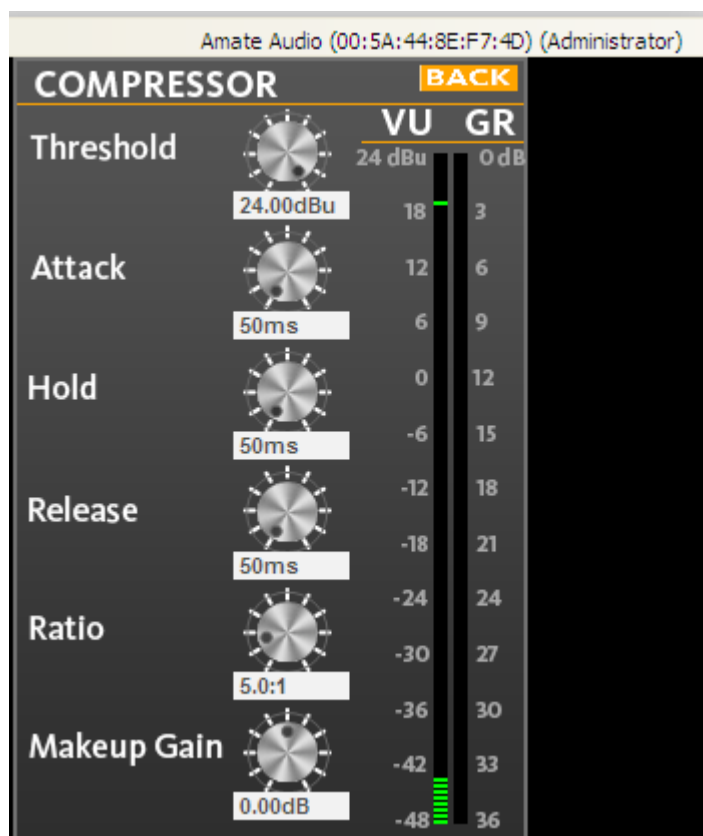 Amate Audio (00:5A:44:8E:F7:4D) (Administrator)
COMPRESSOR BACK
VU GR
Threshold
24 dBu 0 dB
24.00dBu
18 3
Attack
12 6
50ms
6 9
Hold
0 12
50ms
-6 15
-12 18
Release
-18 21
50ms
-24 24
Ratio
-30 27
5.0:1
-36 30
Makeup Gain
-42 33
0.00dB
-48 36